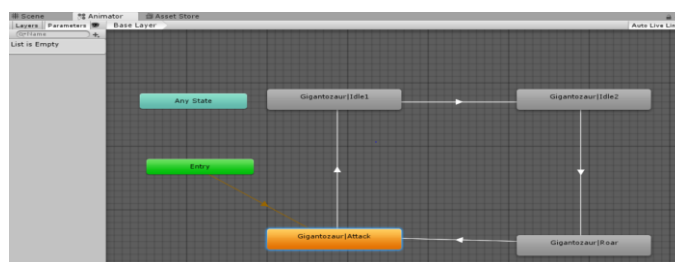 Scene Animator Asset Store
Layers Parameters Base Layer Auto Live Lin
Name
List is Empty
Gigantozaur|Idle1 Gigantozaur|Idle2
Any State
Entry
Gigantozaur|Attack
Gigantozaur|Roar